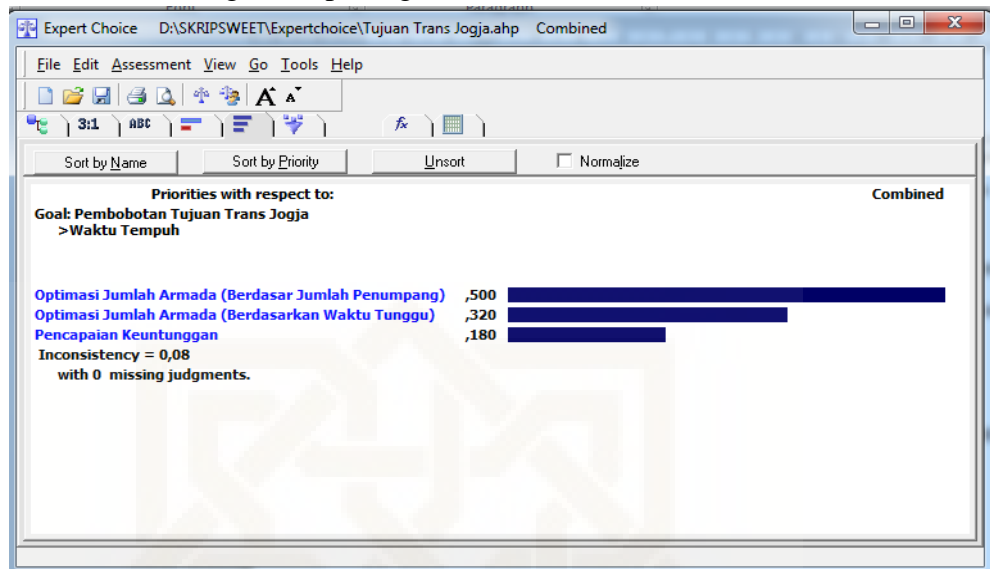 Expert Choice D:\SKRIPSWEET\Expertchoice\Tujuan Trans Jogja.ahp Combined
File Edit Assessment View Go Tools Help
A A
3:1 ABC fx
Sort by Name Sort by Priority Unsort Normalize
Priorities with respect to: Combined
Goal: Pembobotan Tujuan Trans Jogja
>Waktu Tempuh
Optimasi Jumlah Armada (Berdasar Jumlah Penumpang) ,500
Optimasi Jumlah Armada (Berdasarkan Waktu Tunggu) ,320
Pencapaian Keuntunggan ,180
Inconsistency = 0,08
with 0 missing judgments.